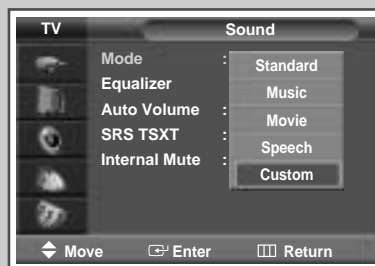 TV Sound
Mode :
Equalizer
Auto Volume :
SRS TSXT :
Internal Mute :
Standard
Music
Movie
Speech
Custom
Move Enter Return